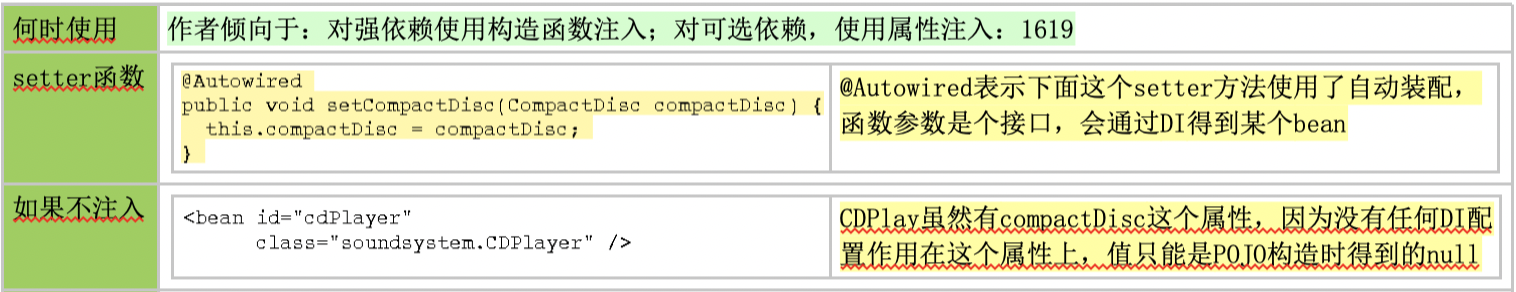 何时使用
作者倾向于：对强依赖使用构造函数注入；对可选依赖，使用属性注入：1619
setter函数
@Autowired
public void setCompactDisc(CompactDisc compactDisc) {
  this.compactDisc = compactDisc;
}
@Autowired表示下面这个setter方法使用了自动装配，
函数参数是个接口，会通过DI得到某个bean
如果不注入
<bean id="cdPlayer"
      class="soundsystem.CDPlayer" />
CDPlay虽然有compactDisc这个属性，因为没有任何DI配
置作用在这个属性上，值只能是POJO构造时得到的null